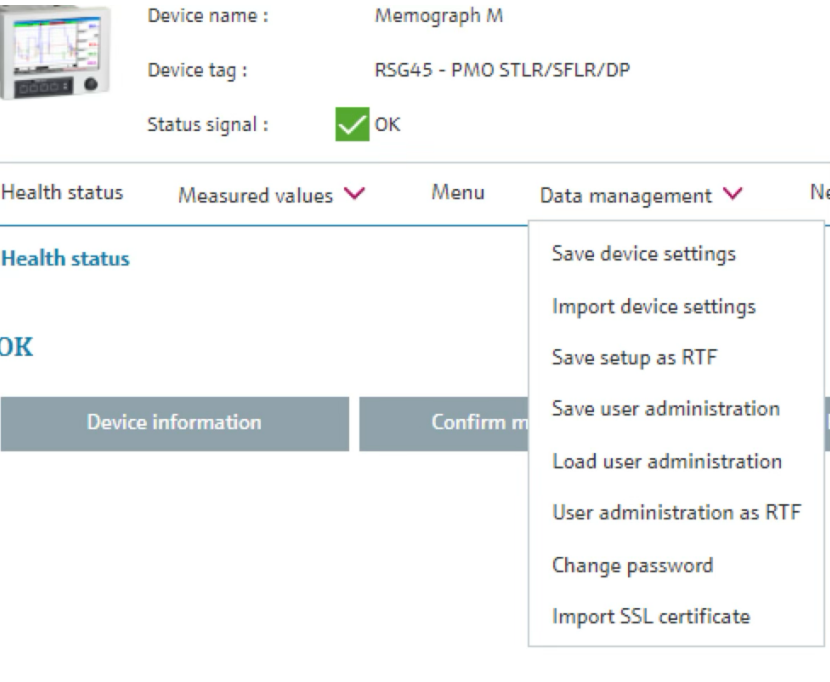 Device name : Memograph M
Device tag : RSG45 - PMO STLR/SFLR/DP
Status signal : OK
Health status Measured values Menu Data management
Health status
OK
Device information Confirm
Save device settings
Import device settings
Save setup as RTF
Save user administration
Load user administration
User administration as RTF
Change password
Import SSL certificate